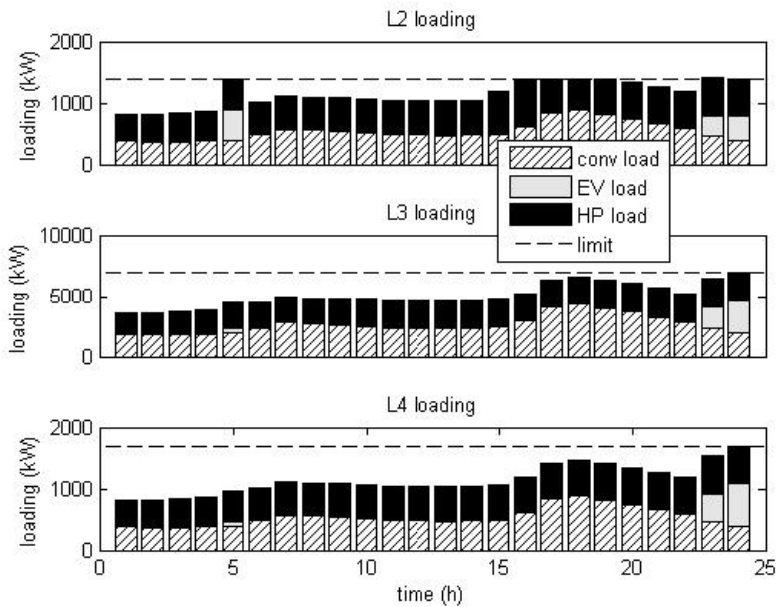 L2 loading
2000
1000
0
loading (kW)
conv load
EV load
HP load
limit
L3 loading
10000
5000
0
loading (kW)
L4 loading
2000
1000
0
loading (kW)
0 5 10 15 20 25
time (h)